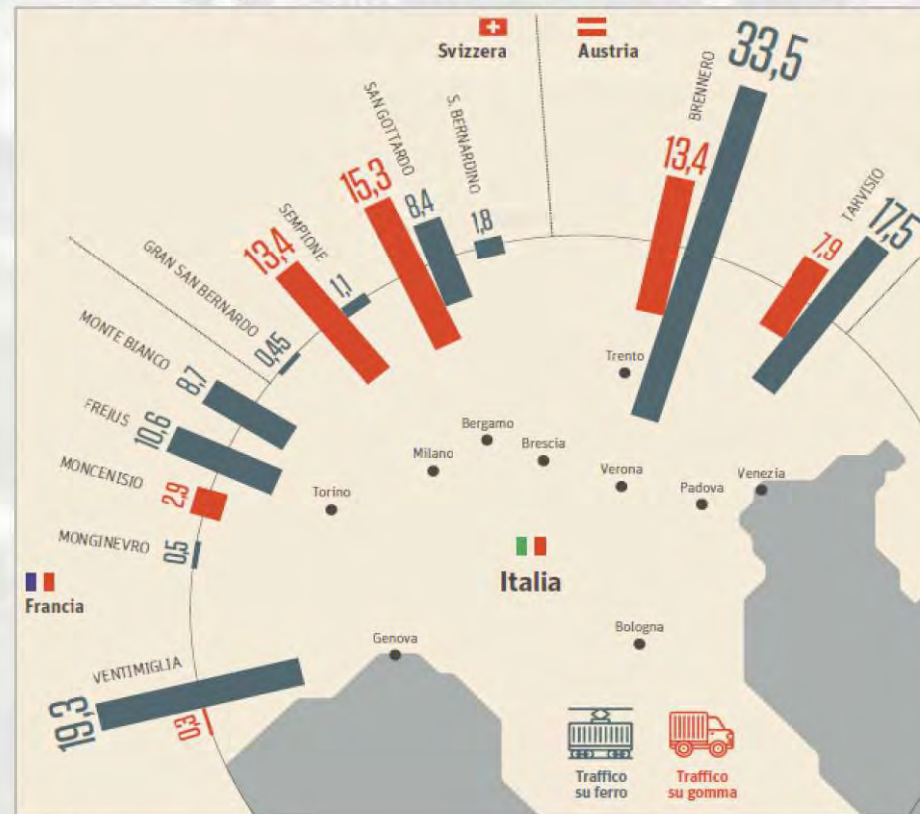 Svizzera
Austria
33,5
BRENNERO
13,4
TARVISIO
17,5
7,9
S. BERNARDINO
1,8
SAN GOTTARDO
15,3
8,4
SEMPIONE
13,4
1,1
GRAN SAN BERNARDO
0,45
MONTE BIANCO
8,7
FREJUS
10,6
MONCENISIO
2,9
MONGINEVRO
0,5
Francia
VENTIMIGLIA
19,3
0,3
Trento
Bergamo
Brescia
Milano
Verona
Venezia
Padova
Torino
Italia
Bologna
Genova
Traffico
su ferro
Traffico
su gomma